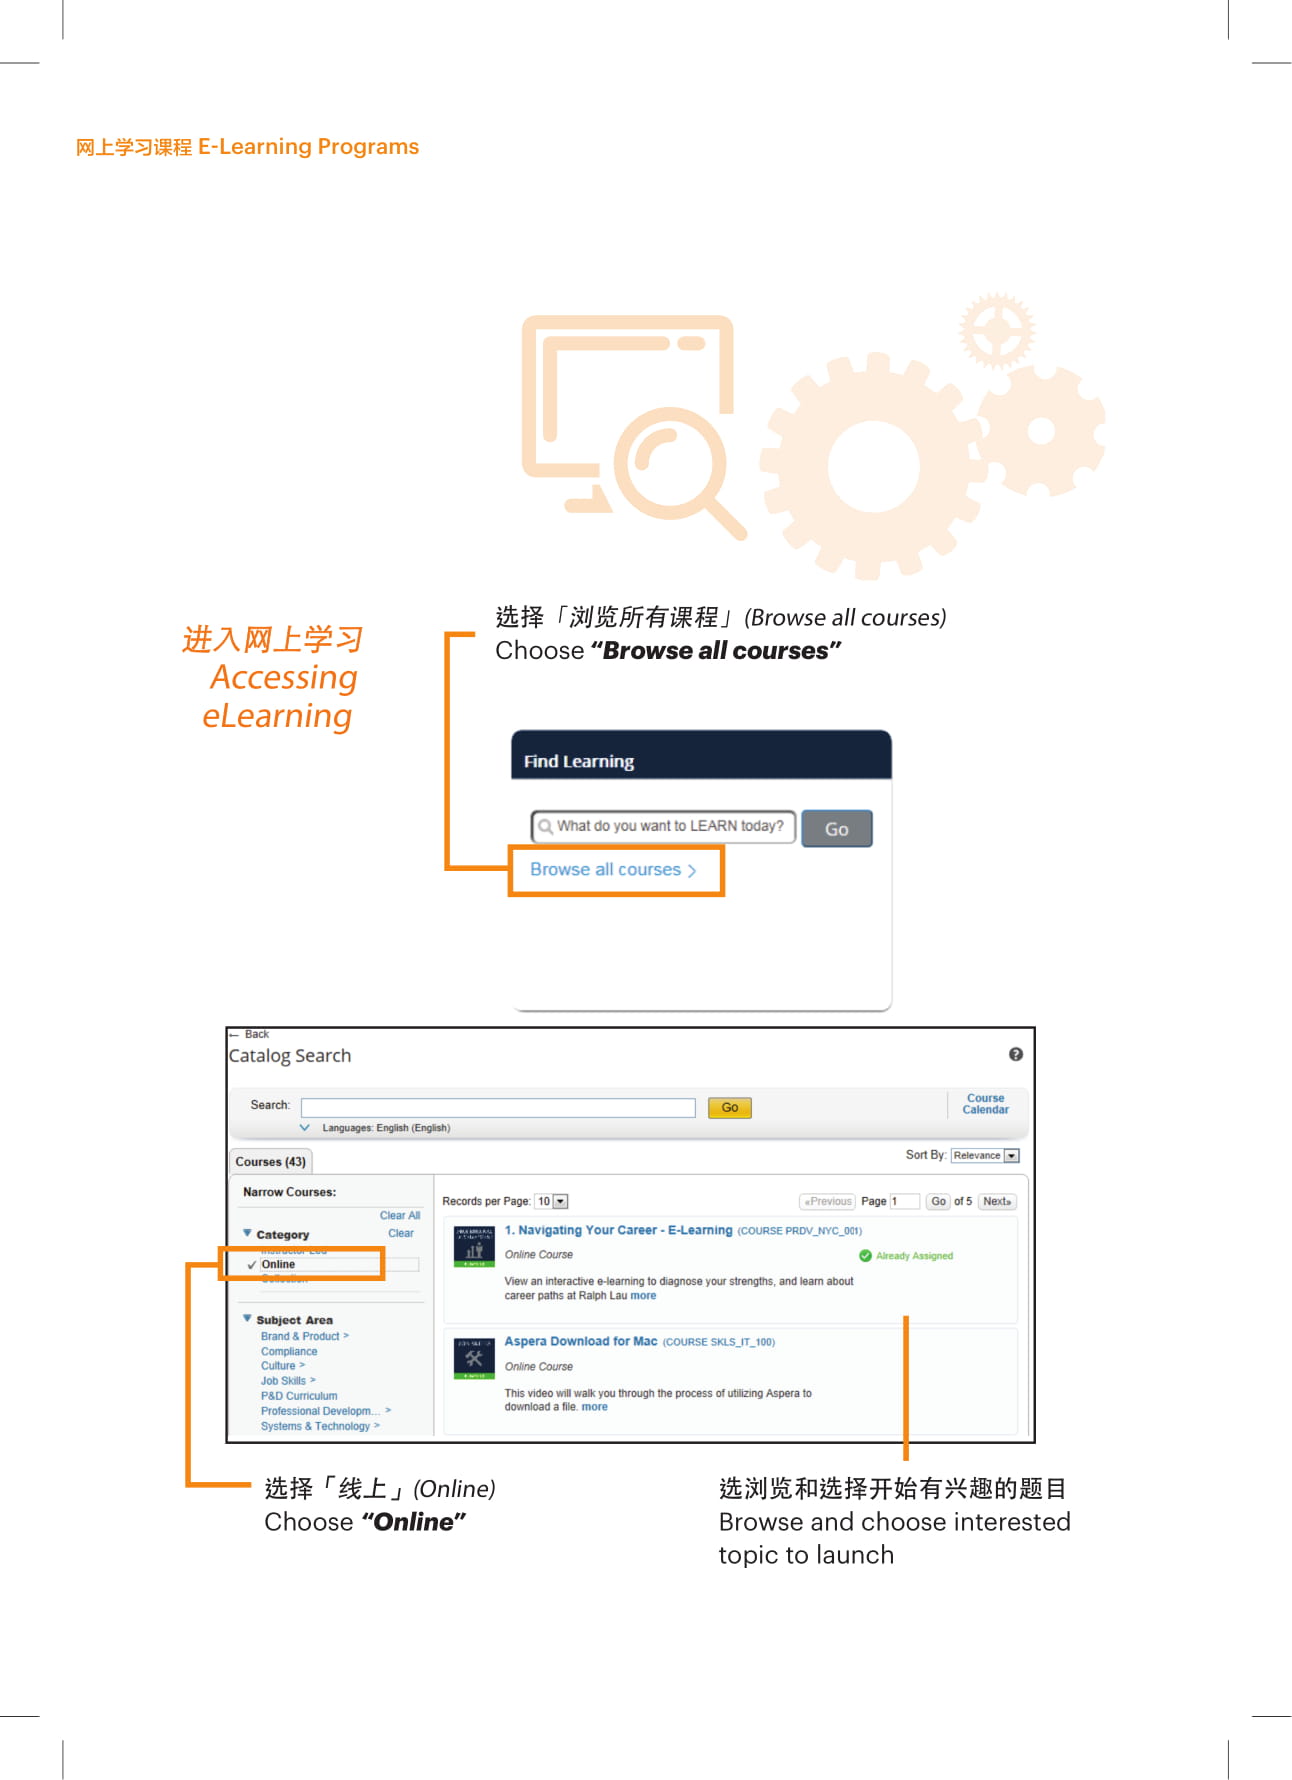 网上学习课程 E-Learning Programs
进入网上学习
Accessing
eLearning
选择「浏览所有课程」(Browse all courses)
Choose “Browse all courses”
Find Learning
What do you want to LEARN today?
Go
Browse all courses >
← Back
Catalog Search
?
Search:
Go
Course
Calendar
Languages: English (English)
Courses (43)
Sort By: Relevance
Narrow Courses:
Clear All
Category
Clear
Online
Subject Area
Brand & Product >
Compliance
Culture >
Job Skills >
P&D Curriculum
Professional Developm... >
Systems & Technology >
Records per Page: 10
«Previous Page 1 Go of 5 Next»
1. Navigating Your Career - E-Learning (COURSE PRDV_NYC_001)
Online Course
Already Assigned
View an interactive e-learning to diagnose your strengths, and learn about
career paths at Ralph Lau more
Aspera Download for Mac (COURSE SKLS_IT_100)
Online Course
This video will walk you through the process of utilizing Aspera to
download a file. more
选择「线上」(Online)
Choose “Online”
选浏览和选择开始有兴趣的题目
Browse and choose interested
topic to launch